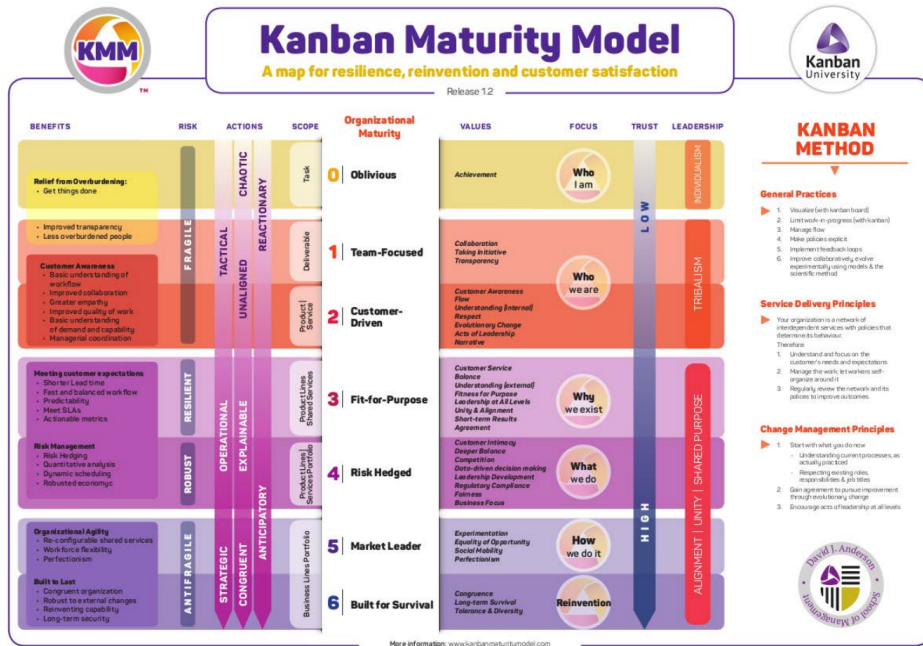 KMM
TM
Kanban Maturity Model
A map for resilience, reinvention and customer satisfaction
Release 1.2
Kanban
University
BENEFITS
RISK
ACTIONS
SCOPE
Organizational
Maturity
VALUES
FOCUS
TRUST
LEADERSHIP
Relief from Overburdening:
• Get things done
• Improved transparency
• Less overburdened people
Customer Awareness
• Basic understanding of
workflow
• Improved collaboration
• Greater empathy
• Improved quality of work
• Basic understanding
of demand and capability
• Managerial coordination
Meeting customer expectations
• Shorter Lead time
• Fast and balanced workflow
• Predictability
• Meet SLAs
• Actionable metrics
Risk Management
• Risk Hedging
• Quantitative analysis
• Dynamic scheduling
• Robusted economyc
Organizational Agility
• Re-configurable shared services
• Workforce flexibility
• Perfectionism
Built to Last
• Congruent organization
• Robust to external changes
• Reinventing capability
• Long-term security
FRAGILE
RESILIENT
ROBUST
ANTIFRAGILE
TACTICAL
OPERATIONAL
STRATEGIC
CHAOTIC
UNALIGNED
EXPLAINABLE
CONGRUENT
REACTIONARY
ANTICIPATORY
Task
Deliverable
Product |
Service
Product Lines
Shared Services
Product Lines |
Services Portfolio
Business Lines Portfolio
0 Oblivious
1 Team-Focused
2 Customer-
Driven
3 Fit-for-Purpose
4 Risk Hedged
5 Market Leader
6 Built for Survival
Achievement
Collaboration
Taking Initiative
Transparency
Customer Awareness
Flow
Understanding (internal)
Respect
Evolutionary Change
Acts of Leadership
Narrative
Customer Service
Balance
Understanding (external)
Fitness for Purpose
Leadership at All Levels
Unity & Alignment
Short-term Results
Agreement
Customer Intimacy
Deeper Balance
Competition
Data-driven decision making
Leadership Development
Regulatory Compliance
Fairness
Business Focus
Experimentation
Equality of Opportunity
Social Mobility
Perfectionism
Congruence
Long-term Survival
Tolerance & Diversity
Who
I am
Who
we are
Why
we exist
What
we do
How
we do it
Reinvention
LOW
HIGH
INDIVIDUALISM
TRIBALISM
ALIGNMENT | UNITY | SHARED PURPOSE
KANBAN
METHOD
General Practices
1. Visualize (with kanban board)
2. Limit work-in-progress (with kanban)
3. Manage flow
4. Make policies explicit
5. Implement feedback loops
6. Improve collaboratively, evolve
experimentally using models & the
scientific method
Service Delivery Principles
Your organization is a network of
interdependent services with policies that
determine its behaviour.
Therefore
1. Understand and focus on the
customer's needs and expectations
2. Manage the work; let workers self-
organize around it
3. Regularly review the network and its
policies to improve outcomes.
Change Management Principles
1. Start with what you do now
- Understanding current processes, as
actually practiced
- Respecting existing roles,
responsibilities & job titles
2. Gain agreement to pursue improvement
through evolutionary change
3. Encourage acts of leadership at all levels
David J. Anderson
School of Management
More information: www.kanbanmaturitymodel.com